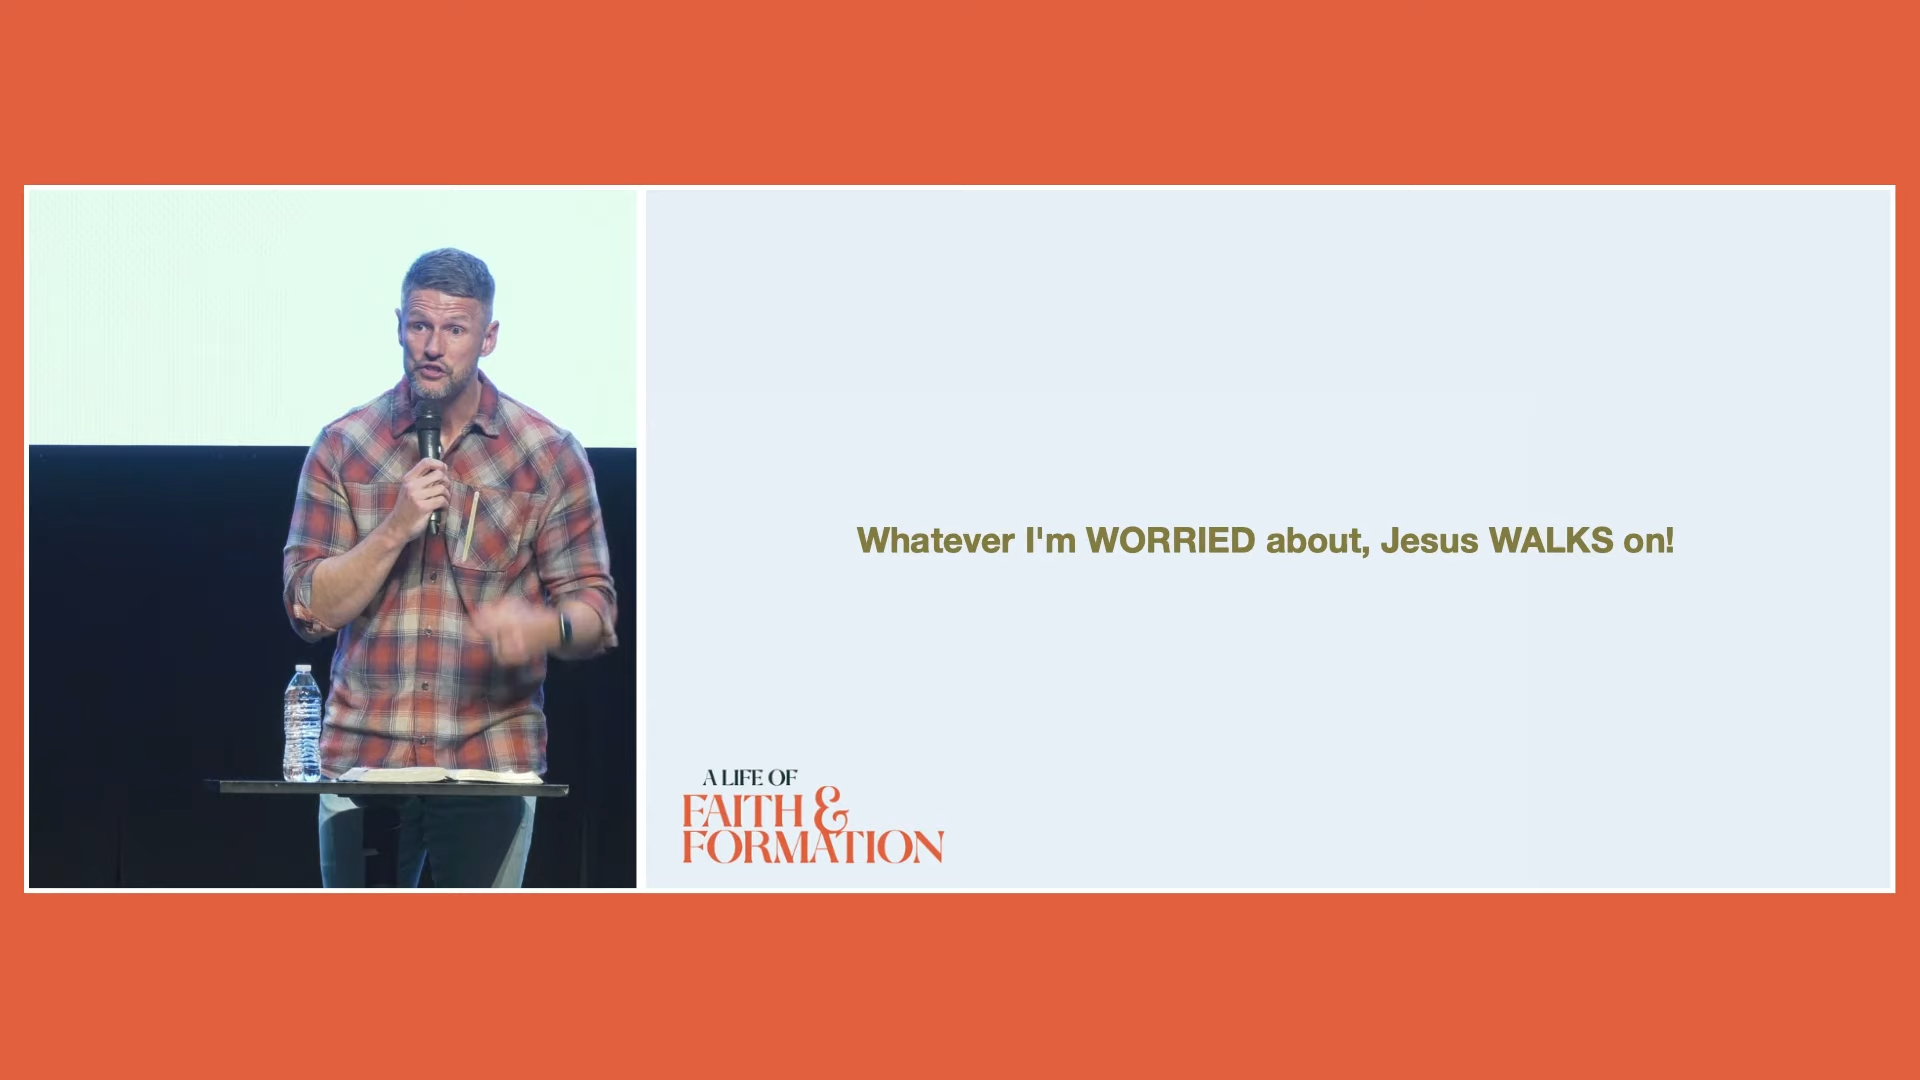 Whatever I'm WORRIED about, Jesus WALKS on!
A LIFE OF
FAITH &
FORMATION